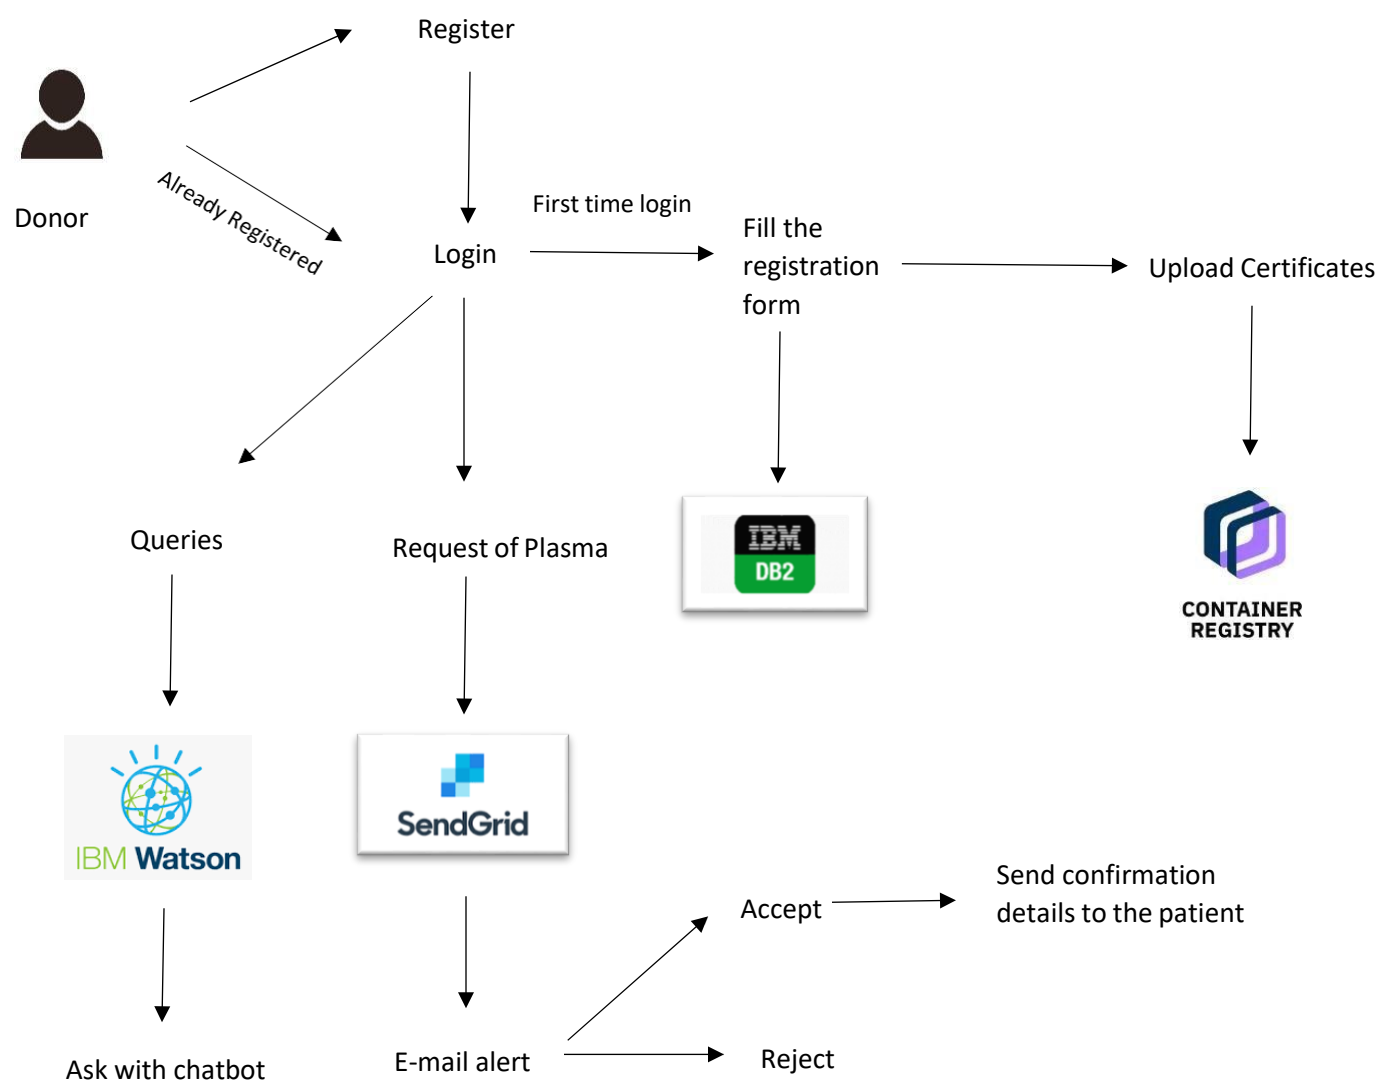 Register
Donor
Already Registered
First time login
Login
Fill the
registration
form
Upload Certificates
Queries
Request of Plasma
IBM
DB2
CONTAINER
REGISTRY
IBM Watson
SendGrid
Accept
Send confirmation
details to the patient
Ask with chatbot
E-mail alert
Reject